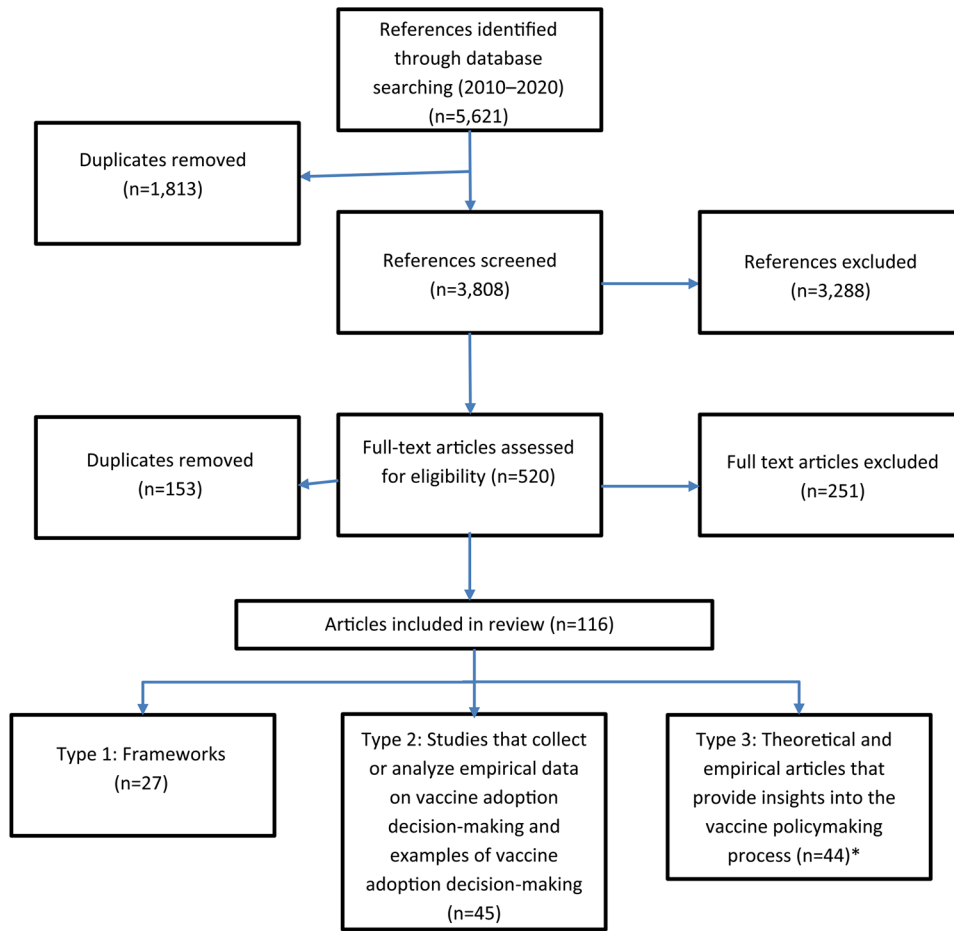 References identified
through database
searching (2010–2020)
(n=5,621)
Duplicates removed
(n=1,813)
References screened
(n=3,808)
References excluded
(n=3,288)
Full-text articles assessed
for eligibility (n=520)
Duplicates removed
(n=153)
Full text articles excluded
(n=251)
Articles included in review (n=116)
Type 1: Frameworks
(n=27)
Type 2: Studies that collect
or analyze empirical data
on vaccine adoption
decision-making and
examples of vaccine
adoption decision-making
(n=45)
Type 3: Theoretical and
empirical articles that
provide insights into the
vaccine policymaking
process (n=44)*